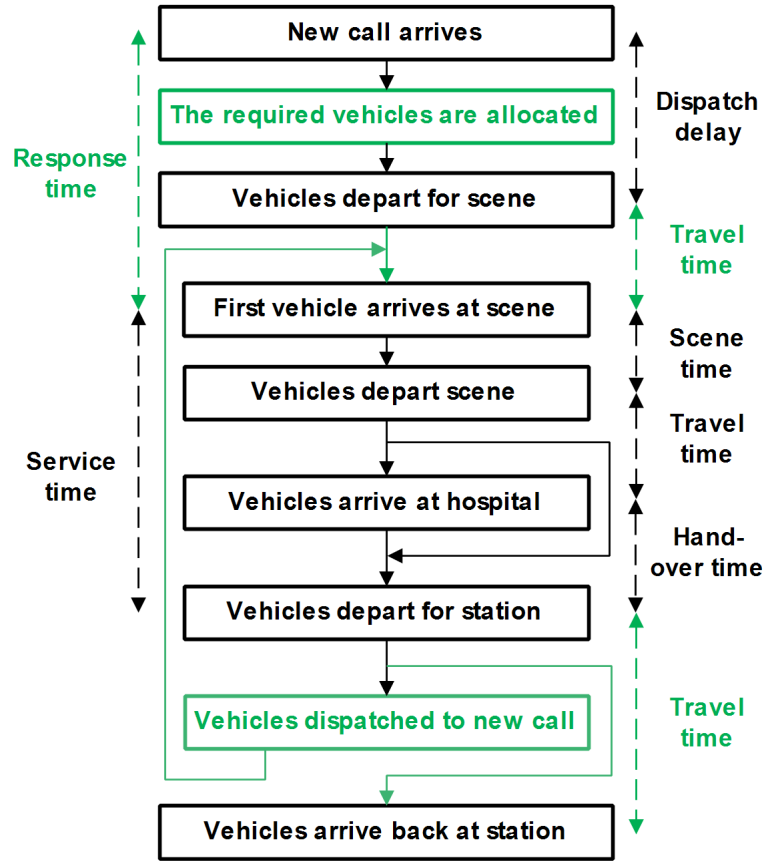 New call arrives
Dispatch
delay
The required vehicles are allocated
Response
time
Vehicles depart for scene
Travel
time
First vehicle arrives at scene
Scene
time
Vehicles depart scene
Travel
time
Service
time
Vehicles arrive at hospital
Hand-
over time
Vehicles depart for station
Vehicles dispatched to new call
Travel
time
Vehicles arrive back at station